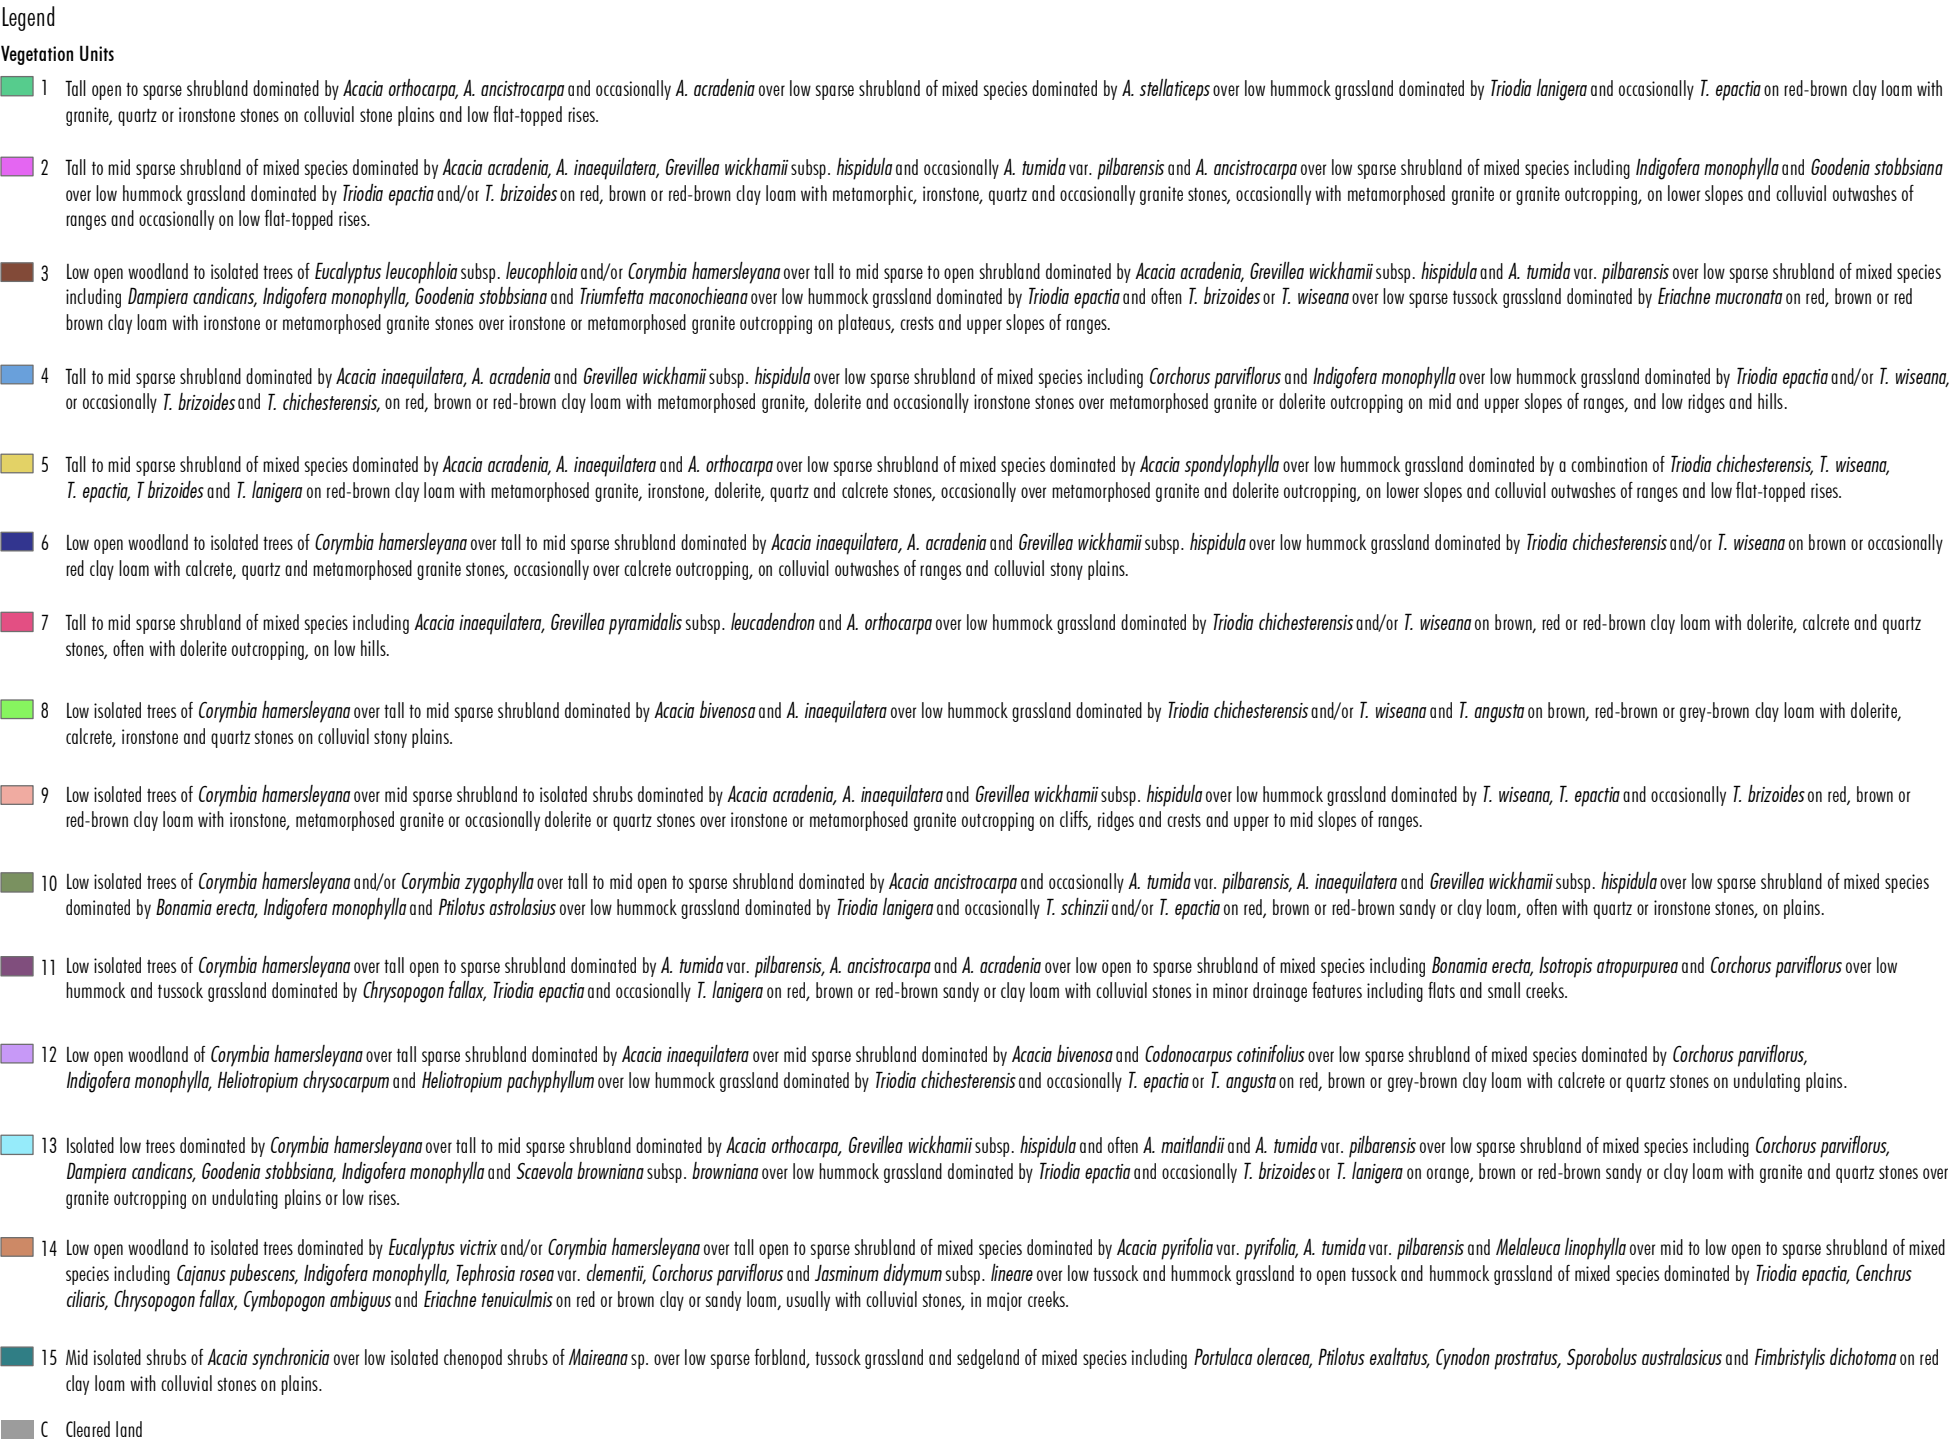 Legend
Vegetation Units
1 Tall open to sparse shrubland dominated by Acacia orthocarpa, A. ancistrocarpa and occasionally A. acradenia over low sparse shrubland of mixed species dominated by A. stellaticeps over low hummock grassland dominated by Triodia lanigera and occasionally T. epactia on red-brown clay loam with
granite, quartz or ironstone stones on colluvial stone plains and low flat-topped rises.
2 Tall to mid sparse shrubland of mixed species dominated by Acacia acradenia, A. inaequilatera, Grevillea wickhamii subsp. hispidula and occasionally A. tumida var. pilbarensis and A. ancistrocarpa over low sparse shrubland of mixed species including Indigofera monophylla and Goodenia stobbsiana
over low hummock grassland dominated by Triodia epactia and/or T. brizoides on red, brown or red-brown clay loam with metamorphic, ironstone, quartz and occasionally granite stones, occasionally with metamorphosed granite or granite outcropping, on lower slopes and colluvial outwashes of
ranges and occasionally on low flat-topped rises.
3 Low open woodland to isolated trees of Eucalyptus leucophloia subsp. leucophloia and/or Corymbia hamersleyana over tall to mid sparse to open shrubland dominated by Acacia acradenia, Grevillea wickhamii subsp. hispidula and A. tumida var. pilbarensis over low sparse shrubland of mixed species
including Dampiera candicans, Indigofera monophylla, Goodenia stobbsiana and Triumfetta maconochieana over low hummock grassland dominated by Triodia epactia and often T. brizoides or T. wiseana over low sparse tussock grassland dominated by Eriachne mucronata on red, brown or red
brown clay loam with ironstone or metamorphosed granite stones over ironstone or metamorphosed granite outcropping on plateaus, crests and upper slopes of ranges.
4 Tall to mid sparse shrubland dominated by Acacia inaequilatera, A. acradenia and Grevillea wickhamii subsp. hispidula over low sparse shrubland of mixed species including Corchorus parviflorus and Indigofera monophylla over low hummock grassland dominated by Triodia epactia and/or T. wiseana,
or occasionally T. brizoides and T. chichesterensis, on red, brown or red-brown clay loam with metamorphosed granite, dolerite and occasionally ironstone stones over metamorphosed granite or dolerite outcropping on mid and upper slopes of ranges, and low ridges and hills.
5 Tall to mid sparse shrubland of mixed species dominated by Acacia acradenia, A. inaequilatera and A. orthocarpa over low sparse shrubland of mixed species dominated by Acacia spondylophylla over low hummock grassland dominated by a combination of Triodia chichesterensis, T. wiseana,
T. epactia, T brizoides and T. lanigera on red-brown clay loam with metamorphosed granite, ironstone, dolerite, quartz and calcrete stones, occasionally over metamorphosed granite and dolerite outcropping, on lower slopes and colluvial outwashes of ranges and low flat-topped rises.
6 Low open woodland to isolated trees of Corymbia hamersleyana over tall to mid sparse shrubland dominated by Acacia inaequilatera, A. acradenia and Grevillea wickhamii subsp. hispidula over low hummock grassland dominated by Triodia chichesterensis and/or T. wiseana on brown or occasionally
red clay loam with calcrete, quartz and metamorphosed granite stones, occasionally over calcrete outcropping, on colluvial outwashes of ranges and colluvial stony plains.
7 Tall to mid sparse shrubland of mixed species including Acacia inaequilatera, Grevillea pyramidalis subsp. leucadendron and A. orthocarpa over low hummock grassland dominated by Triodia chichesterensis and/or T. wiseana on brown, red or red-brown clay loam with dolerite, calcrete and quartz
stones, often with dolerite outcropping, on low hills.
8 Low isolated trees of Corymbia hamersleyana over tall to mid sparse shrubland dominated by Acacia bivenosa and A. inaequilatera over low hummock grassland dominated by Triodia chichesterensis and/or T. wiseana and T. angusta on brown, red-brown or grey-brown clay loam with dolerite,
calcrete, ironstone and quartz stones on colluvial stony plains.
9 Low isolated trees of Corymbia hamersleyana over mid sparse shrubland to isolated shrubs dominated by Acacia acradenia, A. inaequilatera and Grevillea wickhamii subsp. hispidula over low hummock grassland dominated by T. wiseana, T. epactia and occasionally T. brizoides on red, brown or
red-brown clay loam with ironstone, metamorphosed granite or occasionally dolerite or quartz stones over ironstone or metamorphosed granite outcropping on cliffs, ridges and crests and upper to mid slopes of ranges.
10 Low isolated trees of Corymbia hamersleyana and/or Corymbia zygophylla over tall to mid open to sparse shrubland dominated by Acacia ancistrocarpa and occasionally A. tumida var. pilbarensis, A. inaequilatera and Grevillea wickhamii subsp. hispidula over low sparse shrubland of mixed species
dominated by Bonamia erecta, Indigofera monophylla and Ptilotus astrolasius over low hummock grassland dominated by Triodia lanigera and occasionally T. schinzii and/or T. epactia on red, brown or red-brown sandy or clay loam, often with quartz or ironstone stones, on plains.
11 Low isolated trees of Corymbia hamersleyana over tall open to sparse shrubland dominated by A. tumida var. pilbarensis, A. ancistrocarpa and A. acradenia over low open to sparse shrubland of mixed species including Bonamia erecta, Isotropis atropurpurea and Corchorus parviflorus over low
hummock and tussock grassland dominated by Chrysopogon fallax, Triodia epactia and occasionally T. lanigera on red, brown or red-brown sandy or clay loam with colluvial stones in minor drainage features including flats and small creeks.
12 Low open woodland of Corymbia hamersleyana over tall sparse shrubland dominated by Acacia inaequilatera over mid sparse shrubland dominated by Acacia bivenosa and Codonocarpus cotinifolius over low sparse shrubland of mixed species dominated by Corchorus parviflorus,
Indigofera monophylla, Heliotropium chrysocarpum and Heliotropium pachyphyllum over low hummock grassland dominated by Triodia chichesterensis and occasionally T. epactia or T. angusta on red, brown or grey-brown clay loam with calcrete or quartz stones on undulating plains.
13 Isolated low trees dominated by Corymbia hamersleyana over tall to mid sparse shrubland dominated by Acacia orthocarpa, Grevillea wickhamii subsp. hispidula and often A. maitlandii and A. tumida var. pilbarensis over low sparse shrubland of mixed species including Corchorus parviflorus,
Dampiera candicans, Goodenia stobbsiana, Indigofera monophylla and Scaevola browniana subsp. browniana over low hummock grassland dominated by Triodia epactia and occasionally T. brizoides or T. lanigera on orange, brown or red-brown sandy or clay loam with granite and quartz stones over
granite outcropping on undulating plains or low rises.
14 Low open woodland to isolated trees dominated by Eucalyptus victrix and/or Corymbia hamersleyana over tall open to sparse shrubland of mixed species dominated by Acacia pyrifolia var. pyrifolia, A. tumida var. pilbarensis and Melaleuca linophylla over mid to low open to sparse shrubland of mixed
species including Cajanus pubescens, Indigofera monophylla, Tephrosia rosea var. clementii, Corchorus parviflorus and Jasminum didymum subsp. lineare over low tussock and hummock grassland to open tussock and hummock grassland of mixed species dominated by Triodia epactia, Cenchrus
ciliaris, Chrysopogon fallax, Cymbopogon ambiguus and Eriachne tenuiculmis on red or brown clay or sandy loam, usually with colluvial stones, in major creeks.
15 Mid isolated shrubs of Acacia synchronicia over low isolated chenopod shrubs of Maireana sp. over low sparse forbland, tussock grassland and sedgeland of mixed species including Portulaca oleracea, Ptilotus exaltatus, Cynodon prostratus, Sporobolus australasicus and Fimbristylis dichotoma on red
clay loam with colluvial stones on plains.
C Cleared land